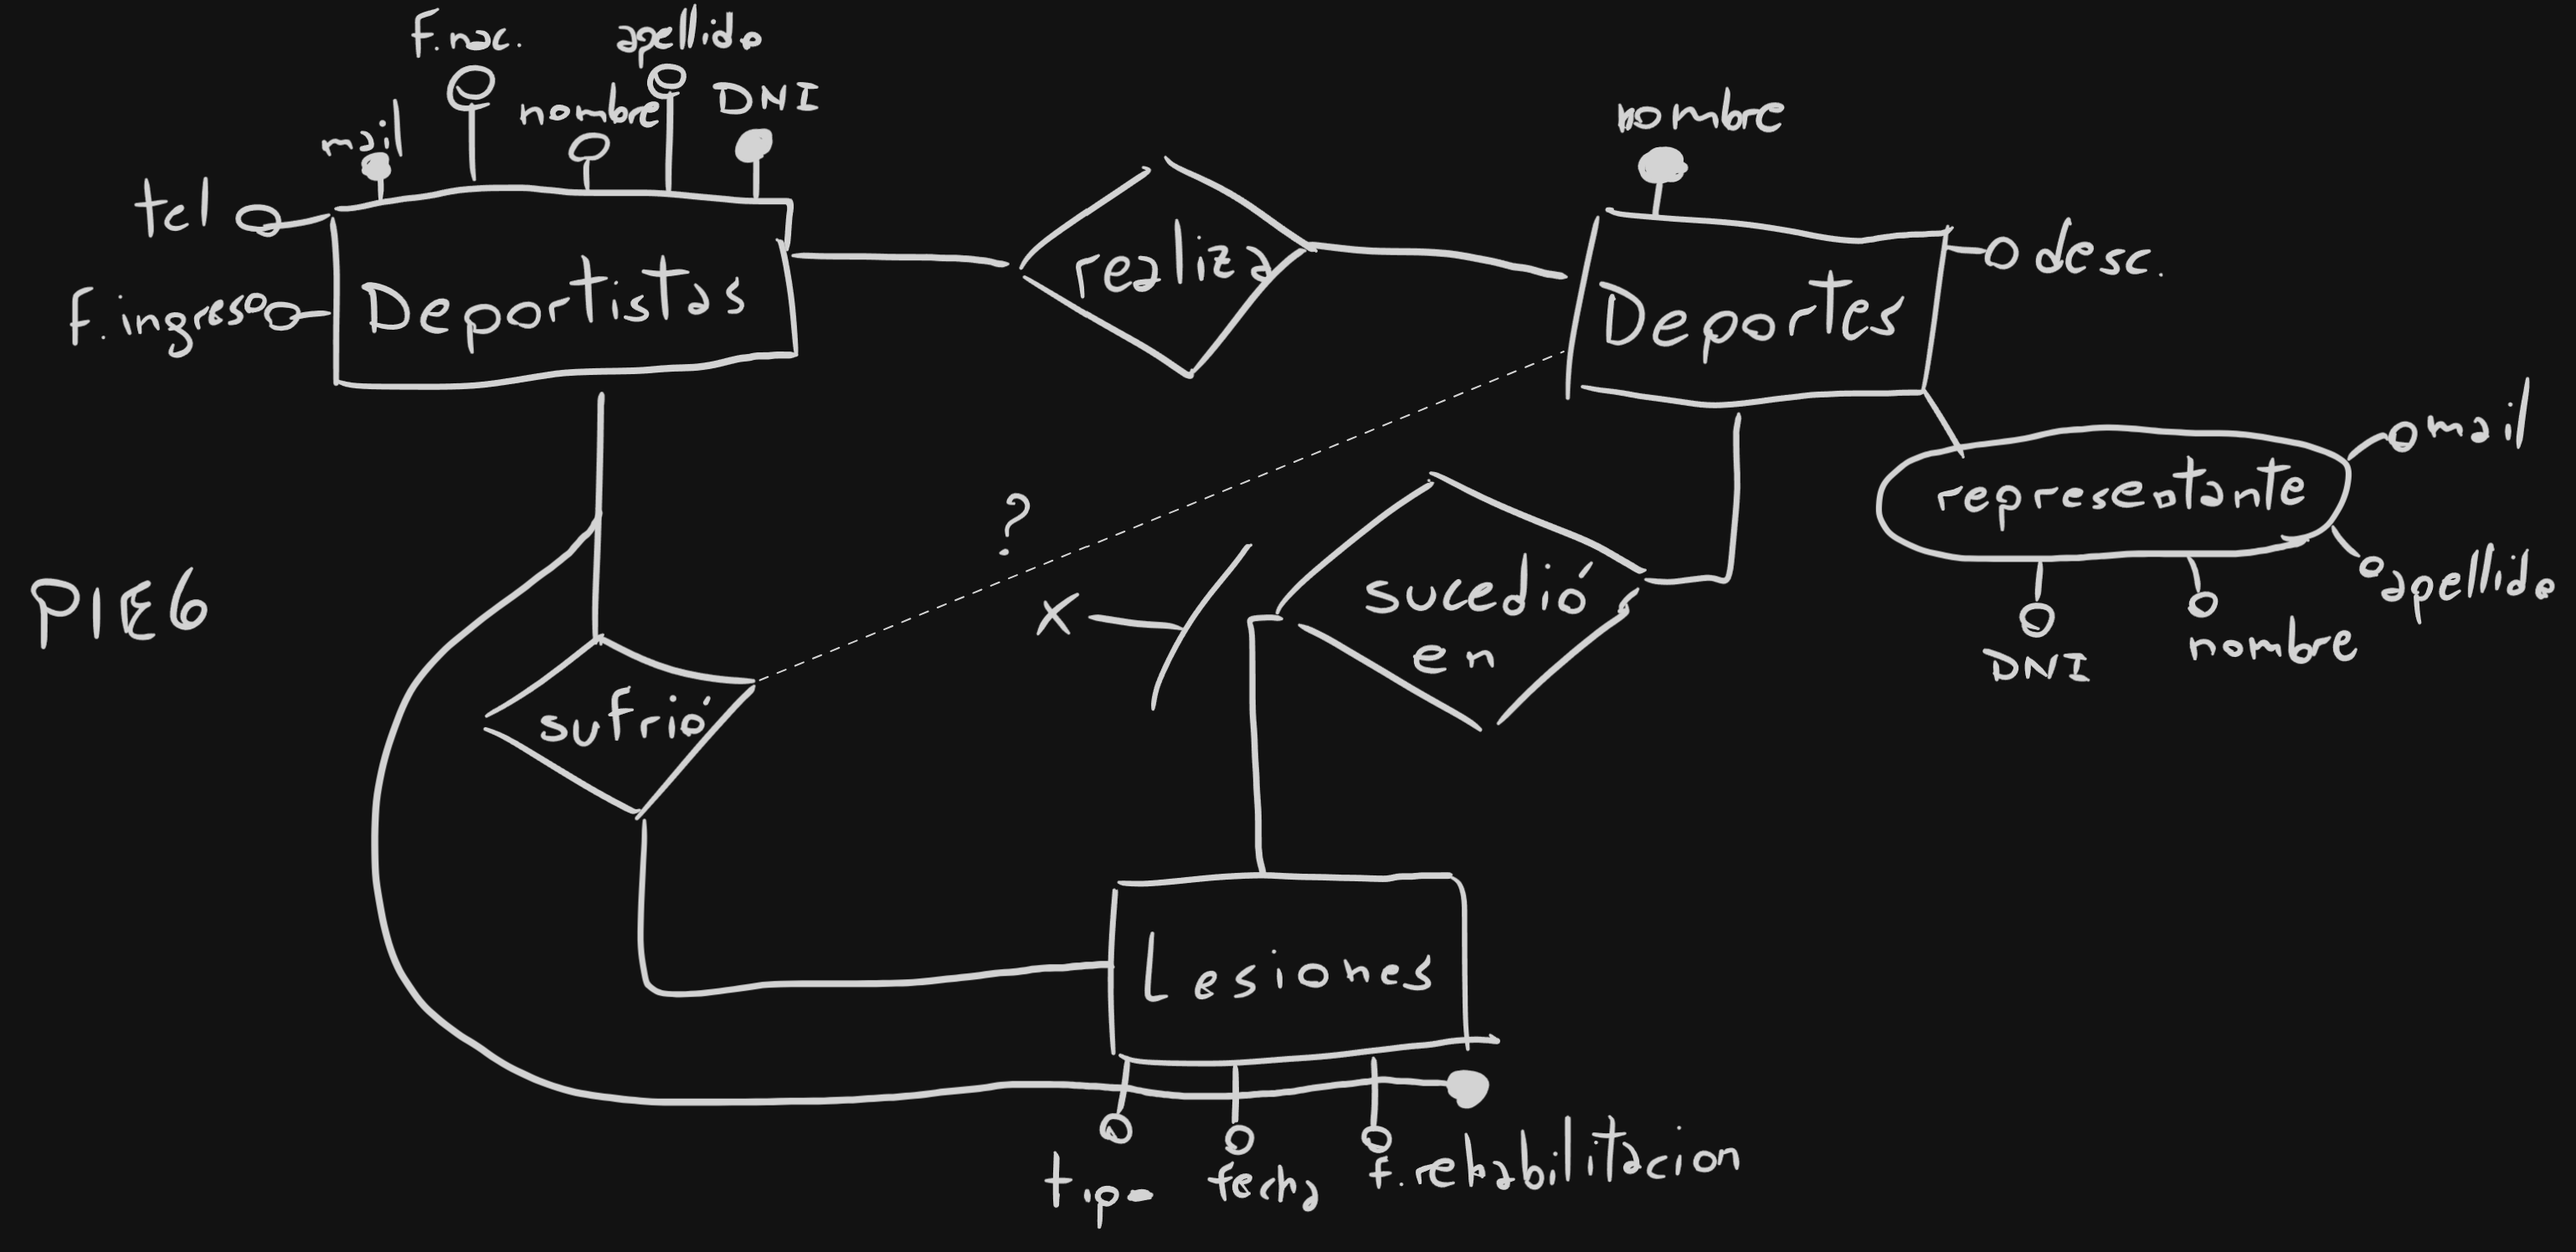 F.nac.
apellido
mail
nombre
DNI
nombre
tel
desc.
F.ingreso
Deportistas
realiza
Deportes
mail
representante
?
apellido
PIE6
X
sucedió
en
DNI
nombre
sufrió
Lesiones
tipo
fecha
f.rehabilitacion